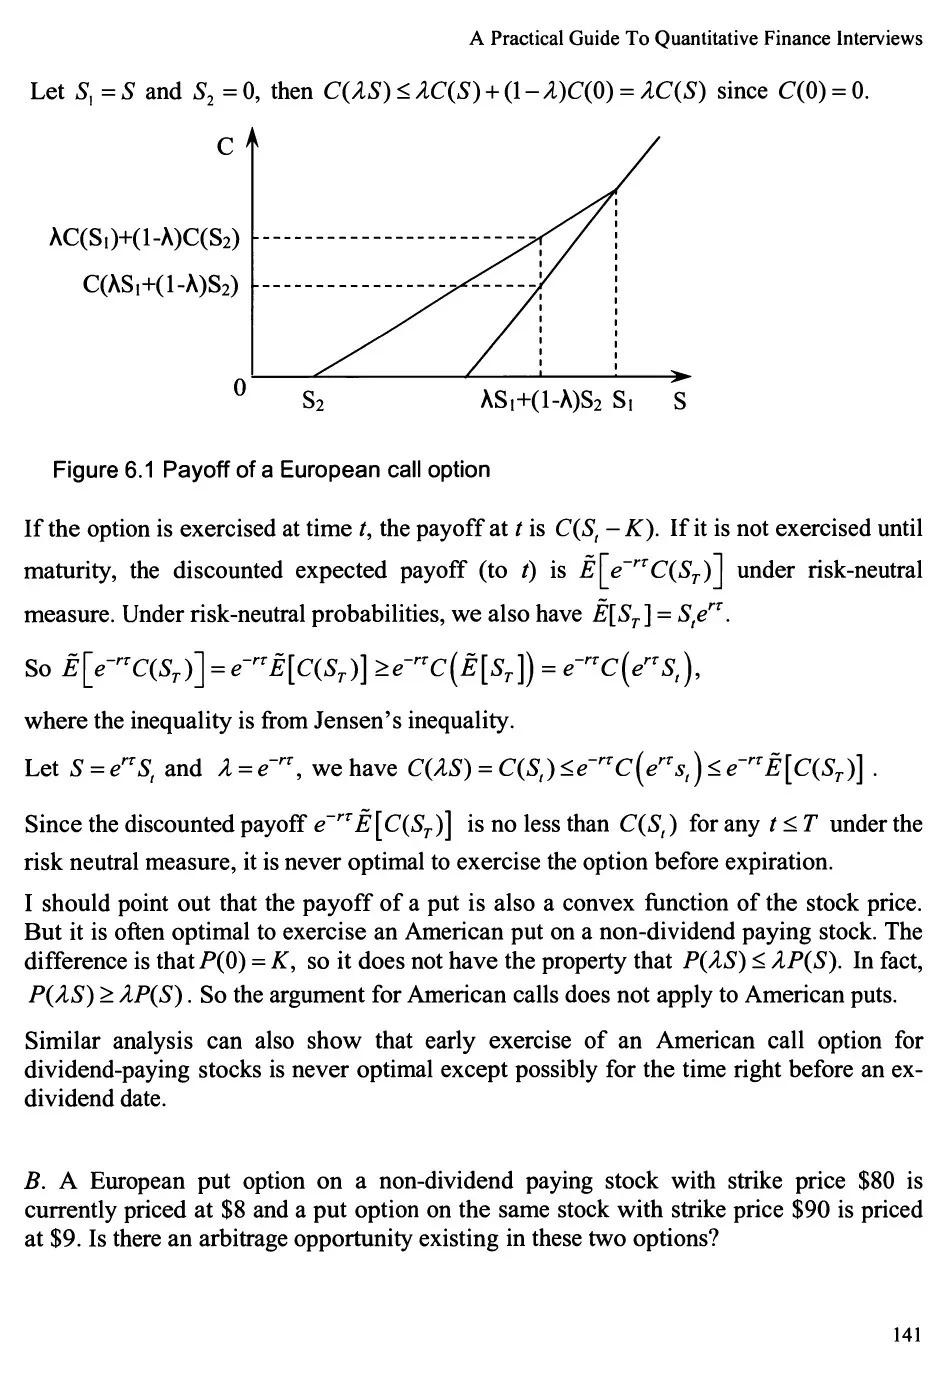 A Practical Guide To Quantitative Finance Interviews
Let S₁ = S and S₂ = 0, then C(λS) ≤ λC(S) + (1 − λ)C(0) = λC(S) since C(0) = 0.
C
λC(S₁)+(1-λ)C(S₂)
C(λS₁+(1-λ)S₂)
0
S₂ λS₁+(1-λ)S₂ S₁ S
Figure 6.1 Payoff of a European call option
If the option is exercised at time t, the payoff at t is C(Sₜ − K). If it is not exercised until
maturity, the discounted expected payoff (to t) is Ẽ[e^{−rτ}C(S_T)] under risk-neutral
measure. Under risk-neutral probabilities, we also have Ẽ[S_T] = Sₜe^{rτ}.
So Ẽ[e^{−rτ}C(S_T)] = e^{−rτ}Ẽ[C(S_T)] ≥ e^{−rτ}C(Ẽ[S_T]) = e^{−rτ}C(e^{rτ}Sₜ),
where the inequality is from Jensen's inequality.
Let S = e^{rτ}Sₜ and λ = e^{−rτ}, we have C(λS) = C(Sₜ) ≤ e^{−rτ}C(e^{rτ}sₜ) ≤ e^{−rτ}Ẽ[C(S_T)] .
Since the discounted payoff e^{−rτ}Ẽ[C(S_T)] is no less than C(Sₜ) for any t ≤ T under the
risk neutral measure, it is never optimal to exercise the option before expiration.
I should point out that the payoff of a put is also a convex function of the stock price.
But it is often optimal to exercise an American put on a non-dividend paying stock. The
difference is that P(0) = K, so it does not have the property that P(λS) ≤ λP(S). In fact,
P(λS) ≥ λP(S). So the argument for American calls does not apply to American puts.
Similar analysis can also show that early exercise of an American call option for
dividend-paying stocks is never optimal except possibly for the time right before an ex-
dividend date.
B. A European put option on a non-dividend paying stock with strike price $80 is
currently priced at $8 and a put option on the same stock with strike price $90 is priced
at $9. Is there an arbitrage opportunity existing in these two options?
141